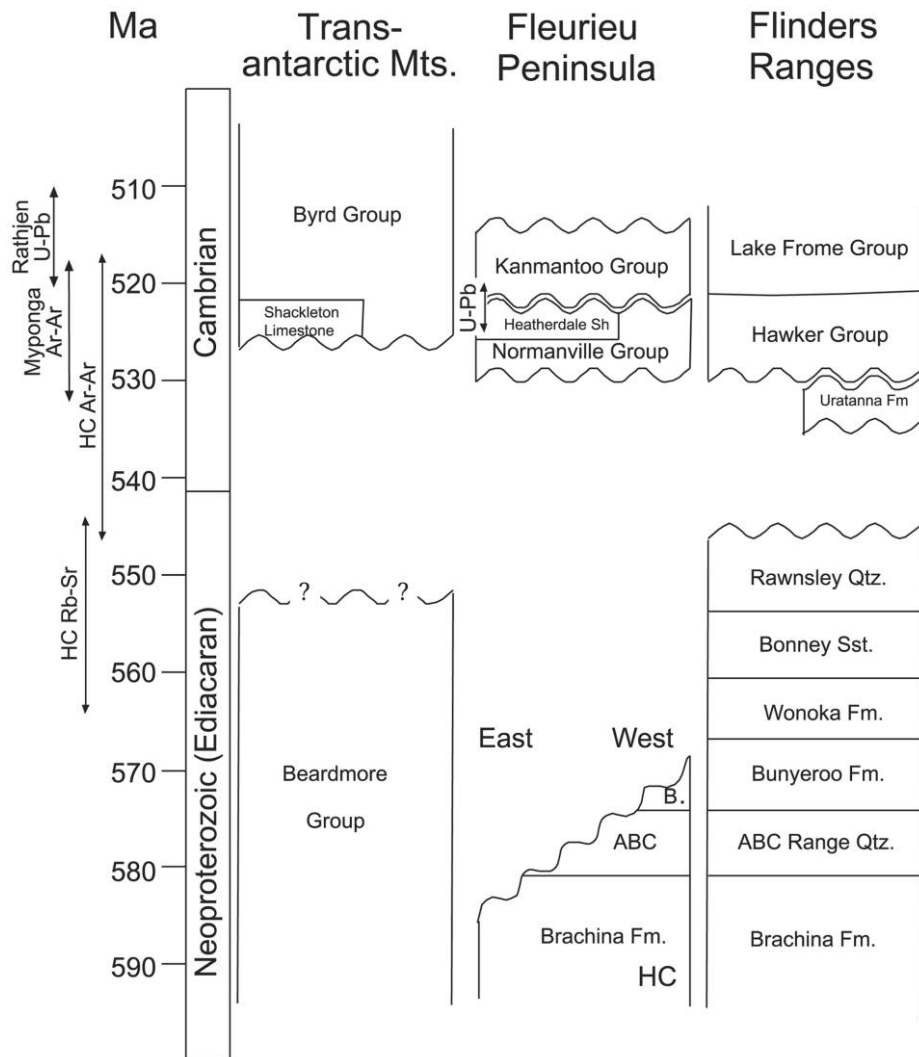 Ma
Trans-
antarctic Mts.
Fleurieu
Peninsula
Flinders
Ranges
510
520
530
540
550
560
570
580
590
Rathjen
U-Pb
Myponga
Ar-Ar
HC Ar-Ar
HC Rb-Sr
Cambrian
Neoproterozoic (Ediacaran)
Byrd Group
Shackleton
Limestone
? ?
Beardmore
Group
Kanmantoo Group
U-Pb
Heatherdale Sh
Normanville Group
East West
B.
ABC
Brachina Fm.
HC
Lake Frome Group
Hawker Group
Uratanna Fm
Rawnsley Qtz.
Bonney Sst.
Wonoka Fm.
Bunyeroo Fm.
ABC Range Qtz.
Brachina Fm.